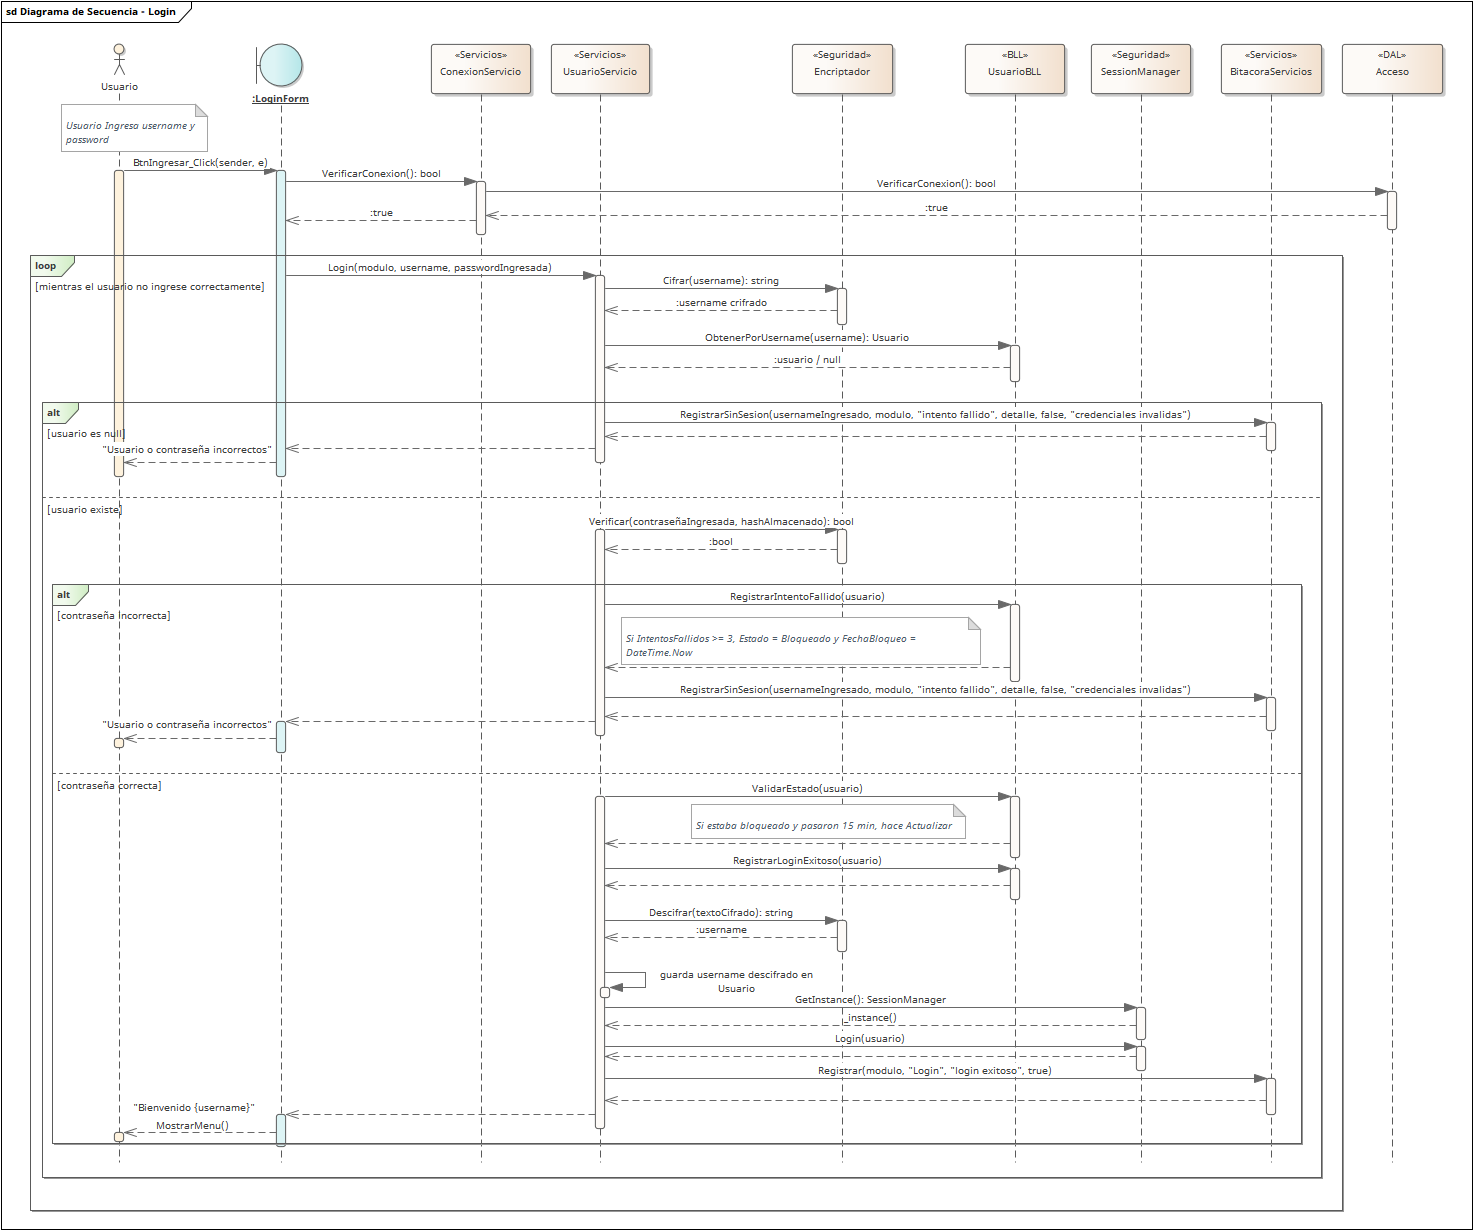 sd Diagrama de Secuencia - Login
Usuario
:LoginForm
«Servicios»
ConexionServicio
«Servicios»
UsuarioServicio
«Seguridad»
Encriptador
«BLL»
UsuarioBLL
«Seguridad»
SessionManager
«Servicios»
BitacoraServicios
«DAL»
Acceso
Usuario Ingresa username y
password
BtnIngresar_Click(sender, e)
VerificarConexion(): bool
VerificarConexion(): bool
:true
:true
loop
[mientras el usuario no ingrese correctamente]
Login(modulo, username, passwordIngresada)
Cifrar(username): string
:username crifrado
ObtenerPorUsername(username): Usuario
:usuario / null
alt
[usuario es null]
RegistrarSinSesion(usernameIngresado, modulo, "intento fallido", detalle, false, "credenciales invalidas")
"Usuario o contraseña incorrectos"
[usuario existe]
Verificar(contraseñaIngresada, hashAlmacenado): bool
:bool
alt
[contraseña incorrecta]
RegistrarIntentoFallido(usuario)
Si IntentosFallidos >= 3, Estado = Bloqueado y FechaBloqueo =
DateTime.Now
RegistrarSinSesion(usernameIngresado, modulo, "intento fallido", detalle, false, "credenciales invalidas")
"Usuario o contraseña incorrectos"
[contraseña correcta]
ValidarEstado(usuario)
Si estaba bloqueado y pasaron 15 min, hace Actualizar
RegistrarLoginExitoso(usuario)
Descifrar(textoCifrado): string
:username
guarda username descifrado en
Usuario
GetInstance(): SessionManager
_instance()
Login(usuario)
Registrar(modulo, "Login", "login exitoso", true)
"Bienvenido {username}"
MostrarMenu()